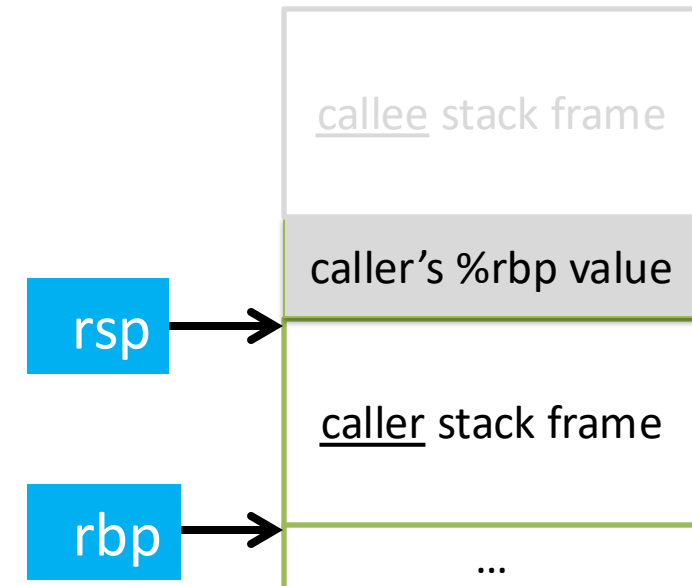 callee stack frame
caller’s %rbp value
rsp
caller stack frame
rbp
…